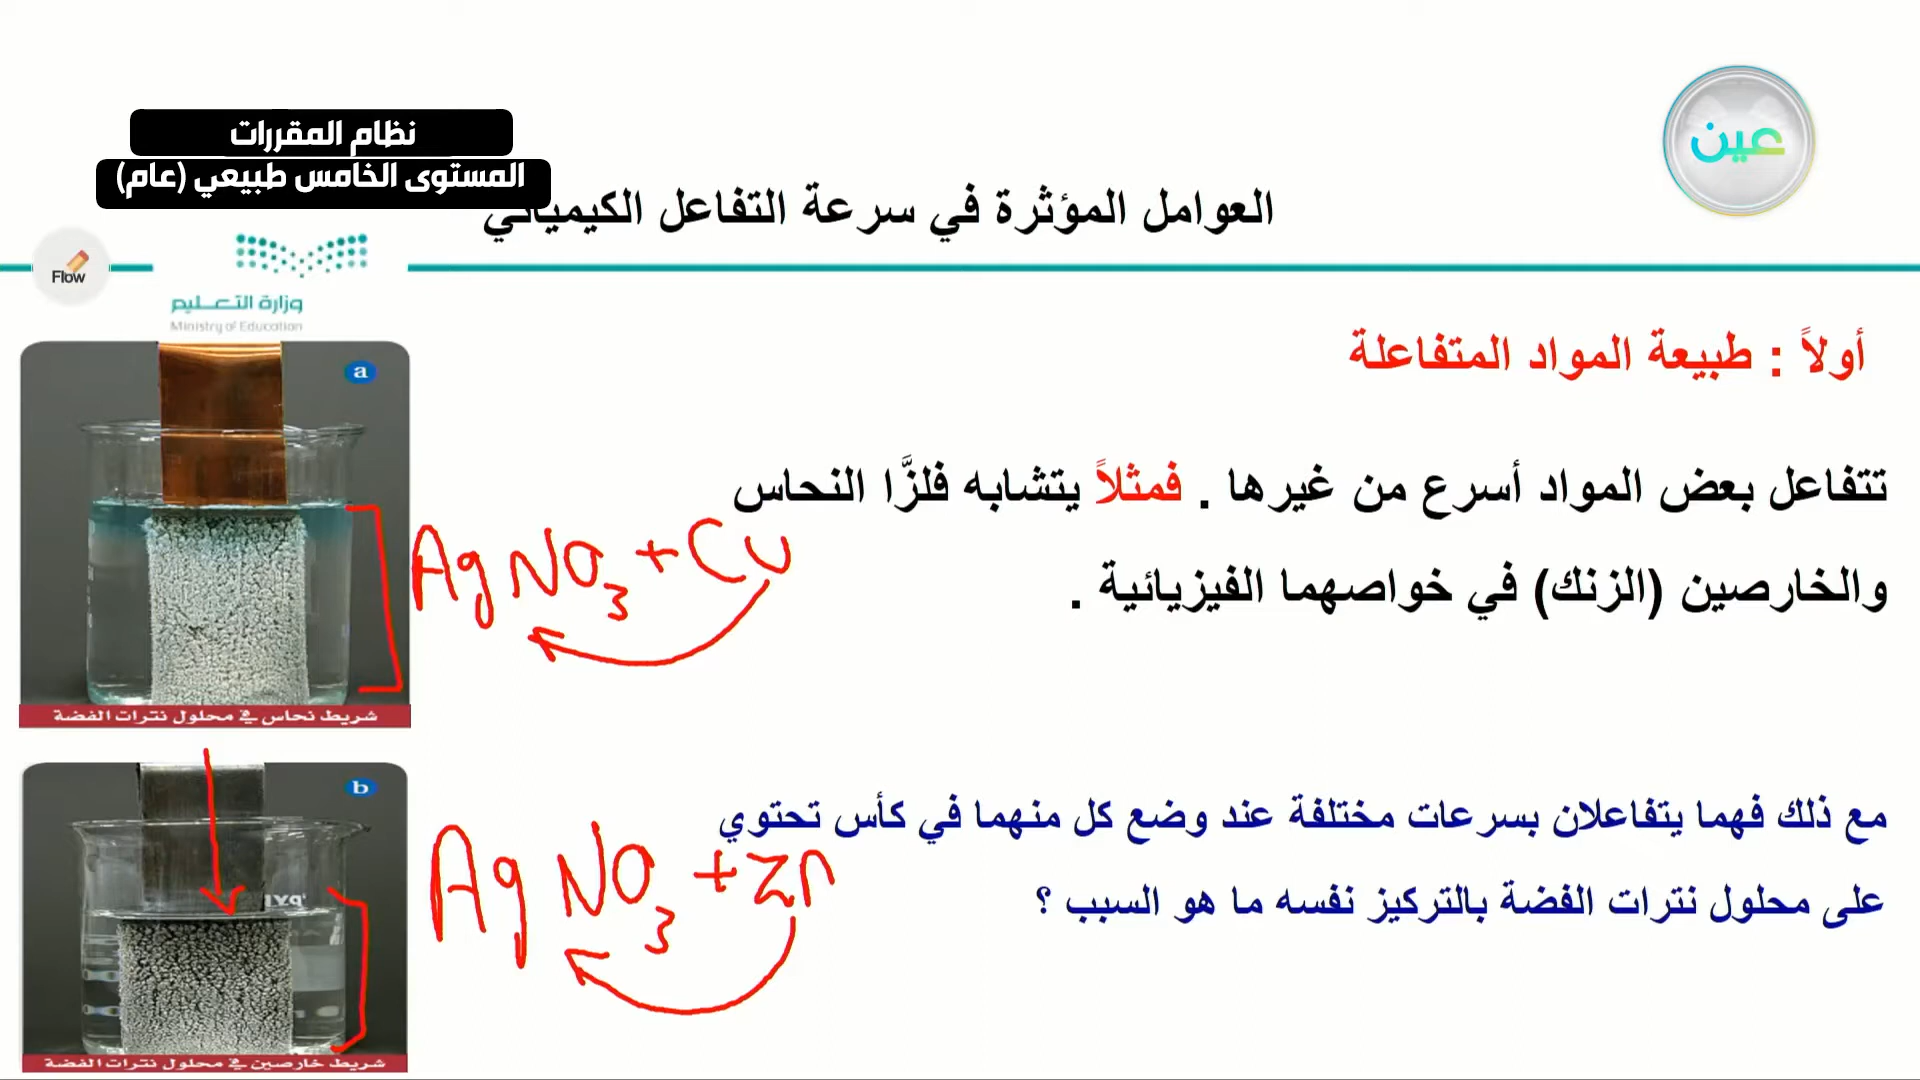 عين
نظام المقررات
المستوى الخامس طبيعي (عام)
العوامل المؤثرة في سرعة التفاعل الكيميائي
Flow
وزارة التعليم
Ministry of Education
أولاً : طبيعة المواد المتفاعلة
a
تتفاعل بعض المواد أسرع من غيرها . فمثلاً يتشابه فلزَّا النحاس
والخارصين (الزنك) في خواصهما الفيزيائية .
AgNO3 + Cu
شريط نحاس في محلول نترات الفضة
b
مع ذلك فهما يتفاعلان بسرعات مختلفة عند وضع كل منهما في كأس تحتوي
على محلول نترات الفضة بالتركيز نفسه ما هو السبب ؟
AgNO3 + Zn
شريط خارصين في محلول نترات الفضة